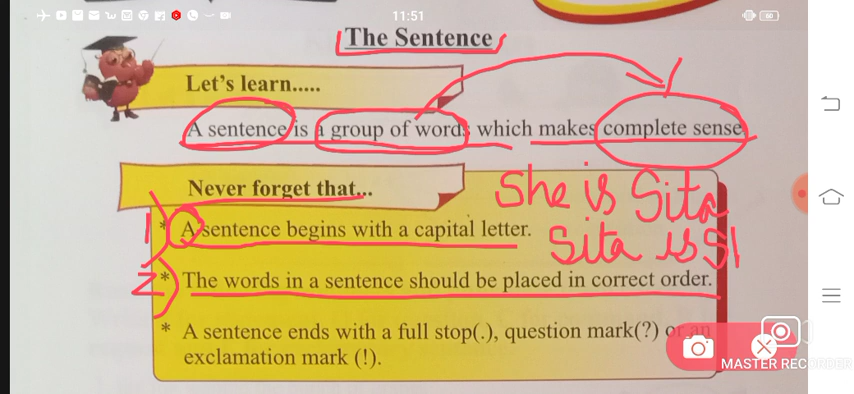 11:51
The Sentence
Let's learn.....
A sentence is a group of words which makes complete sense
Never forget that...
She is Sita
1) * A sentence begins with a capital letter.
Sita is S
2) * The words in a sentence should be placed in correct order.
* A sentence ends with a full stop(.), question mark(?) or an
exclamation mark (!).
MASTER RECORDER